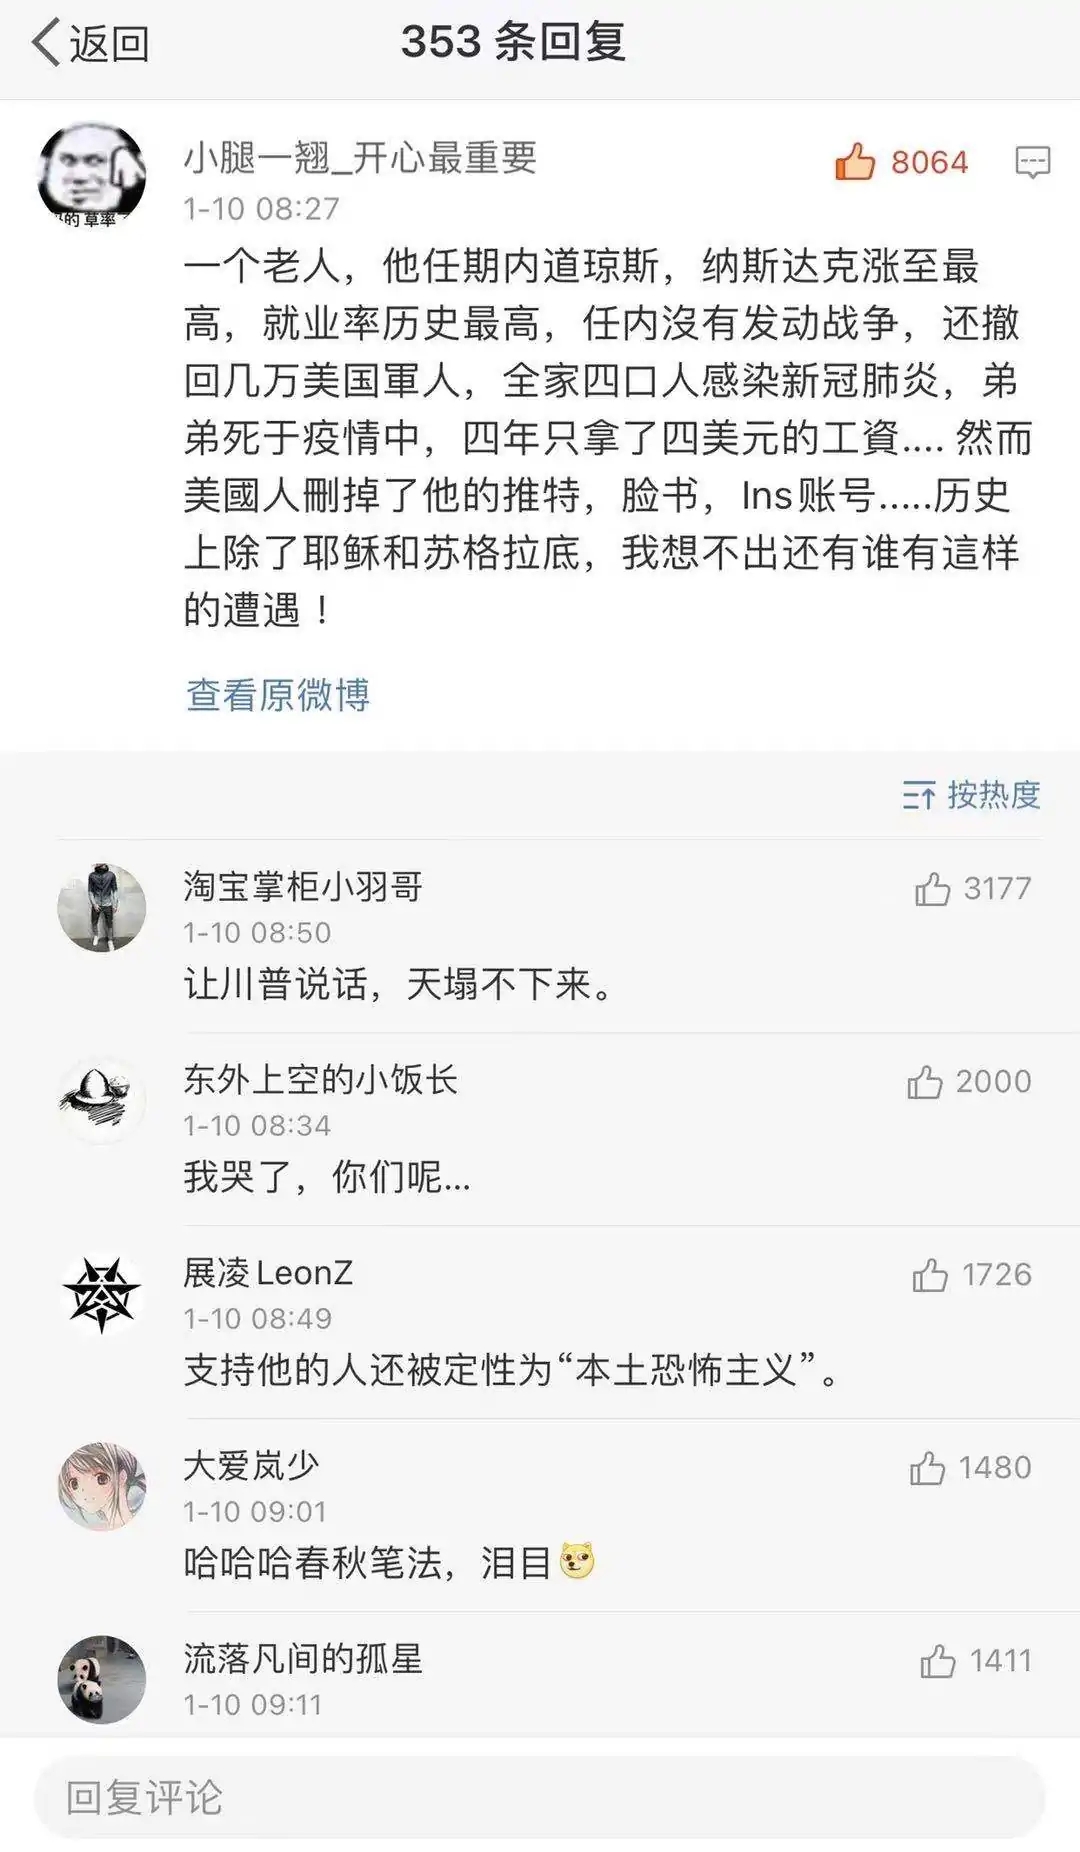 返回
353 条回复
小腿一翘_开心最重要
8064
1-10 08:27
一个老人，他任期内道琼斯，纳斯达克涨至最
高，就业率历史最高，任内沒有发动战争，还撤
回几万美国軍人，全家四口人感染新冠肺炎，弟
弟死于疫情中，四年只拿了四美元的工資.... 然而
美國人刪掉了他的推特，脸书，Ins账号.....历史
上除了耶稣和苏格拉底，我想不出还有谁有這样
的遭遇！
查看原微博
按热度
淘宝掌柜小羽哥
3177
1-10 08:50
让川普说话，天塌不下来。
东外上空的小饭长
2000
1-10 08:34
我哭了，你们呢...
展凌LeonZ
1726
1-10 08:49
支持他的人还被定性为“本土恐怖主义”。
大爱岚少
1480
1-10 09:01
哈哈哈春秋笔法，泪目
流落凡间的孤星
1411
1-10 09:11
回复评论